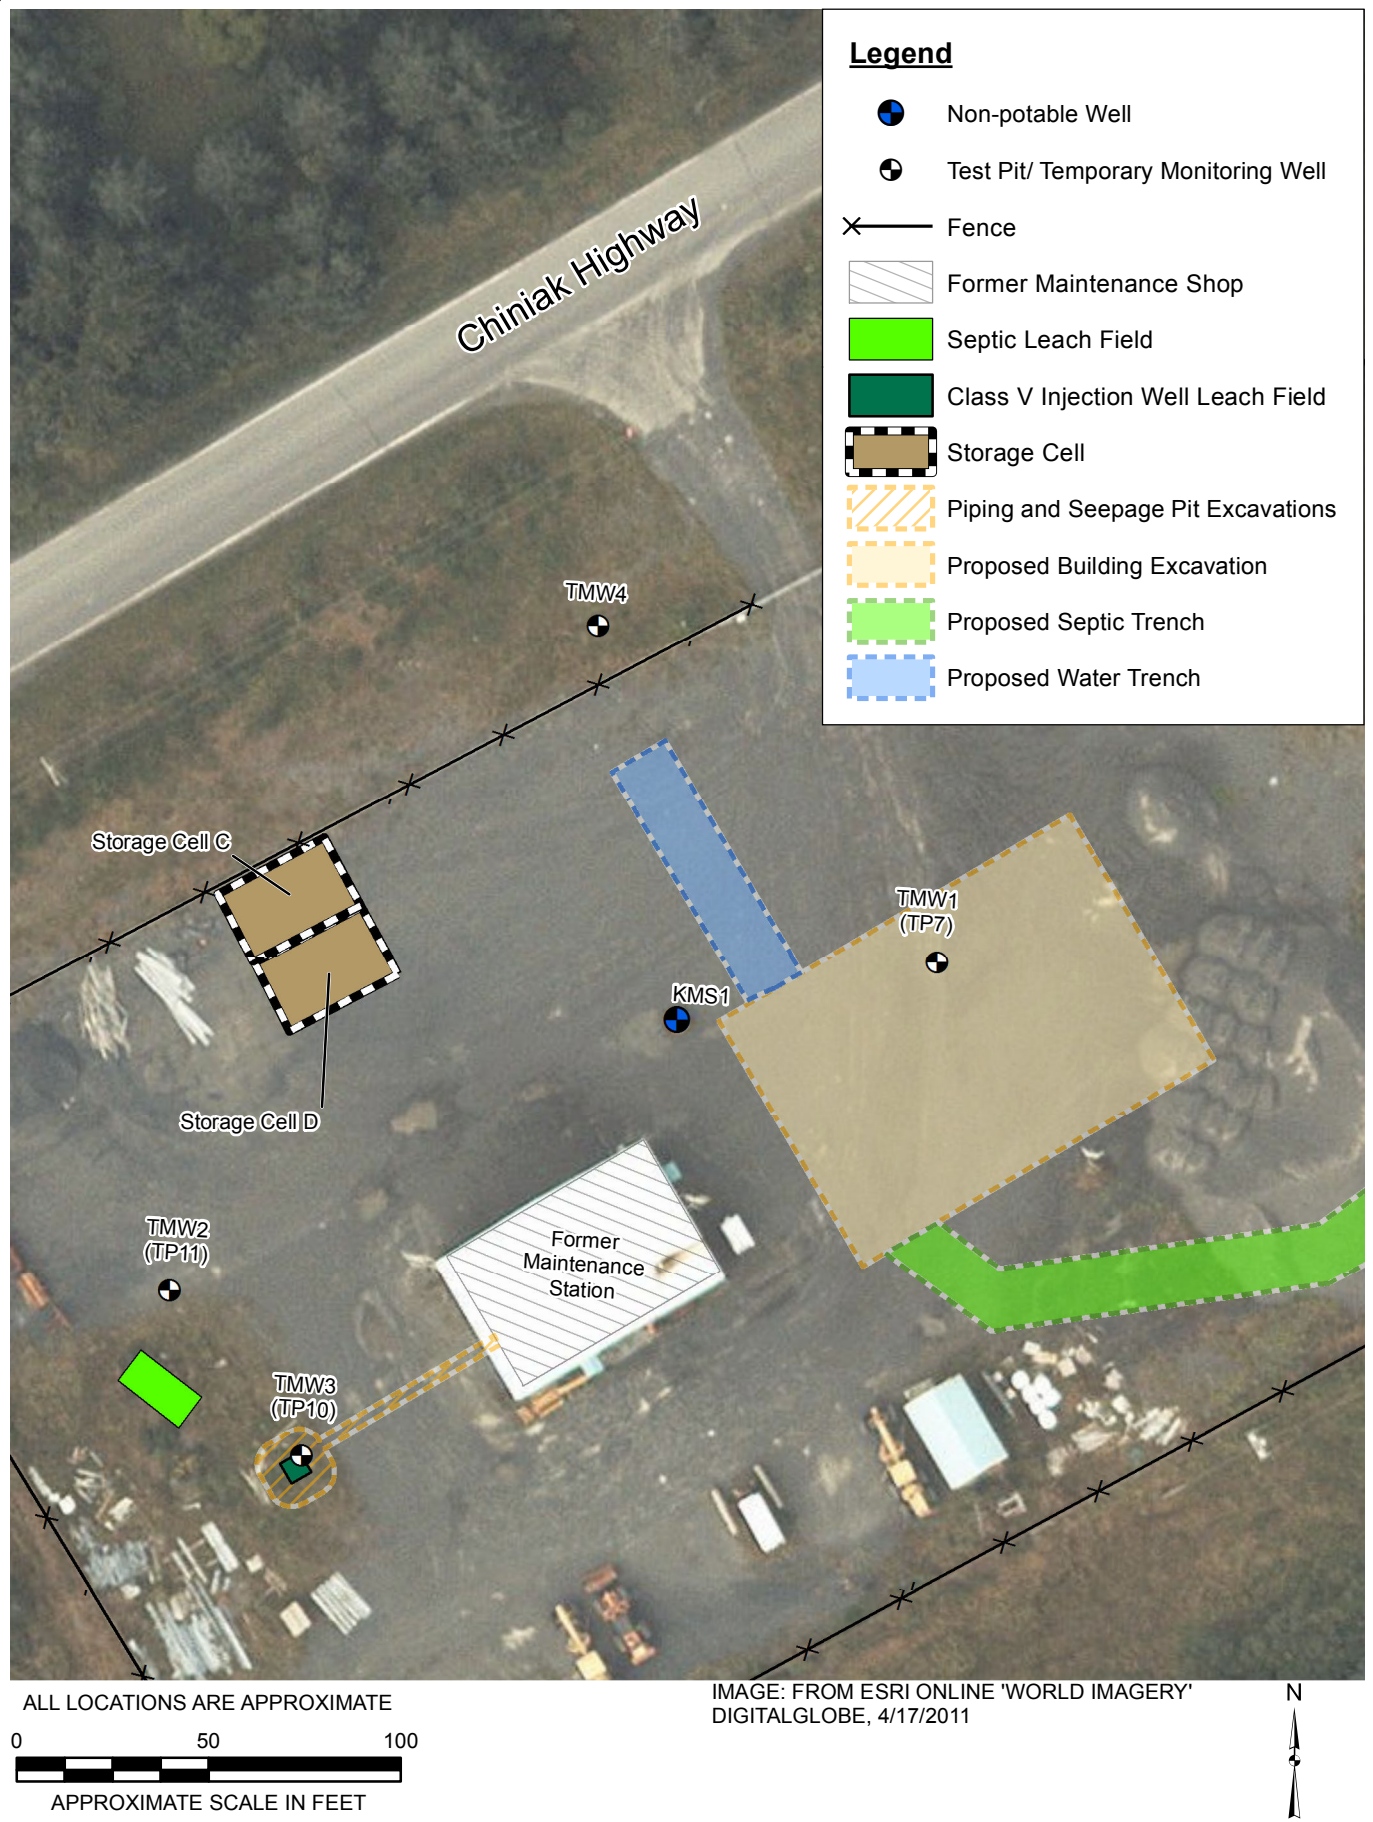 Legend
Non-potable Well
Test Pit/ Temporary Monitoring Well
Fence
Former Maintenance Shop
Septic Leach Field
Class V Injection Well Leach Field
Storage Cell
Piping and Seepage Pit Excavations
Proposed Building Excavation
Proposed Septic Trench
Proposed Water Trench
Chiniak Highway
TMW4
Storage Cell C
TMW1
(TP7)
KMS1
Storage Cell D
TMW2
(TP11)
Former
Maintenance
Station
TMW3
(TP10)
ALL LOCATIONS ARE APPROXIMATE
0 50 100
APPROXIMATE SCALE IN FEET
IMAGE: FROM ESRI ONLINE 'WORLD IMAGERY'
DIGITALGLOBE, 4/17/2011
N